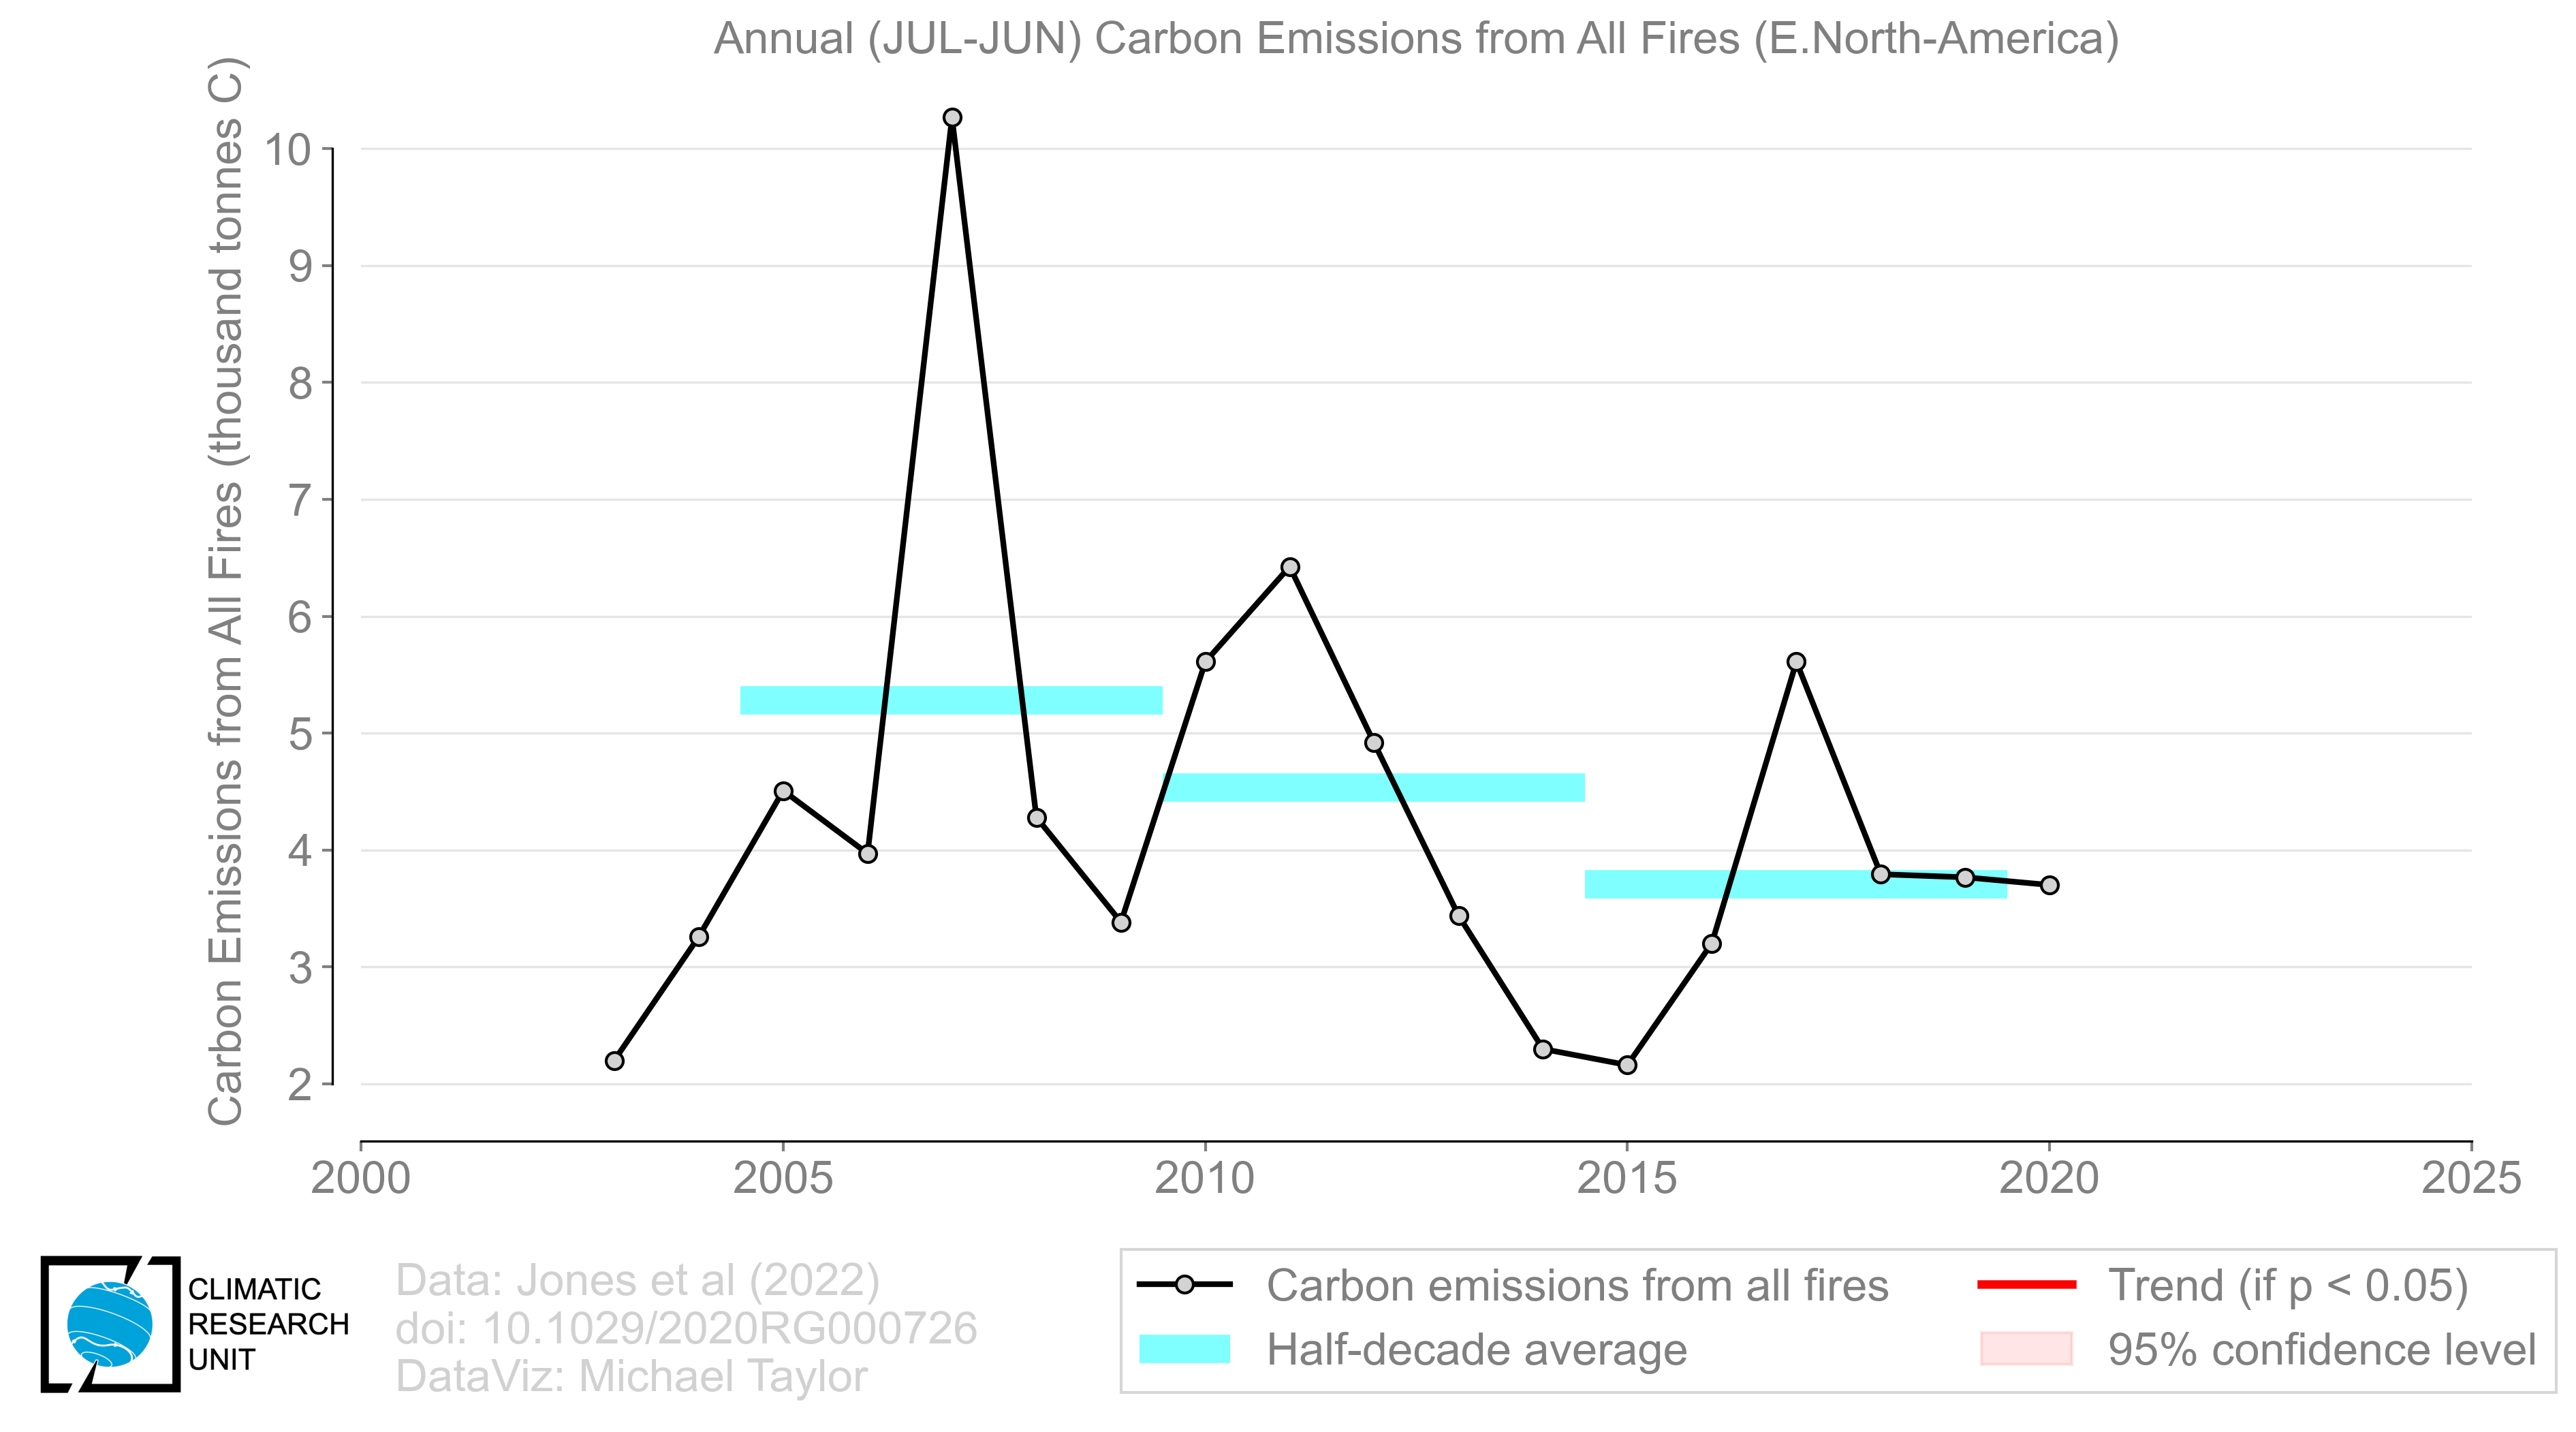 Annual (JUL-JUN) Carbon Emissions from All Fires (E.North-America)
Carbon Emissions from All Fires (thousand tonnes C)
10
9
8
7
6
5
4
3
2
2000
2005
2010
2015
2020
2025
CLIMATIC
RESEARCH
UNIT
Data: Jones et al (2022)
doi: 10.1029/2020RG000726
DataViz: Michael Taylor
Carbon emissions from all fires
Half-decade average
Trend (if p < 0.05)
95% confidence level